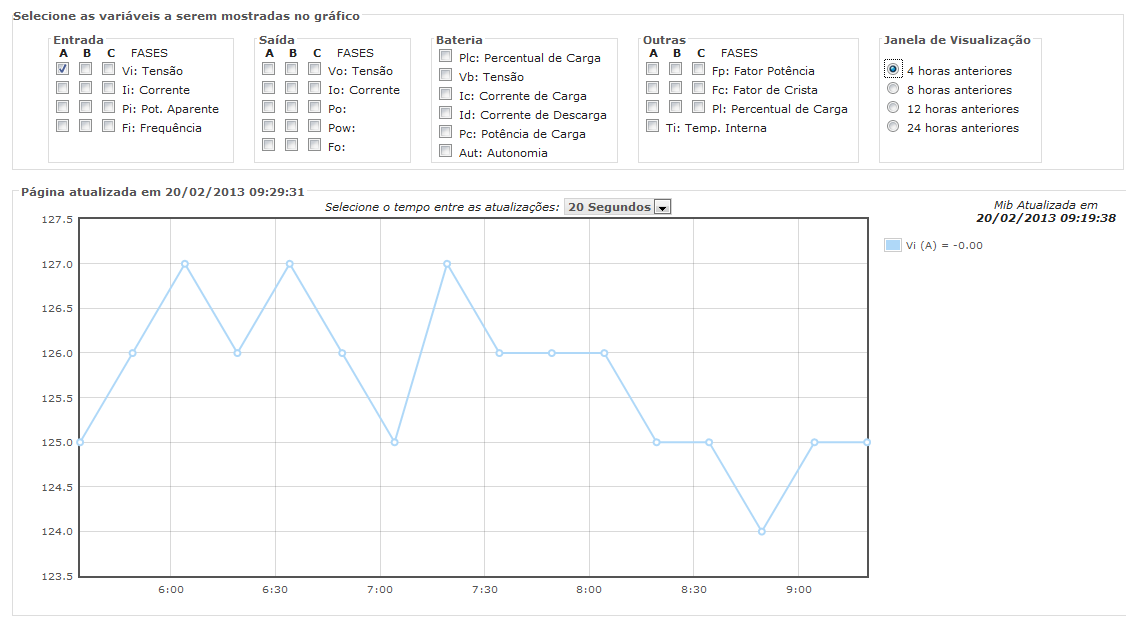 Selecione as variáveis a serem mostradas no gráfico
Entrada
A B C FASES
Vi: Tensão
Ii: Corrente
Pi: Pot. Aparente
Fi: Frequência
Saída
A B C FASES
Vo: Tensão
Io: Corrente
Po:
Pow:
Fo:
Bateria
Plc: Percentual de Carga
Vb: Tensão
Ic: Corrente de Carga
Id: Corrente de Descarga
Pc: Potência de Carga
Aut: Autonomia
Outras
A B C FASES
Fp: Fator Potência
Fc: Fator de Crista
Pl: Percentual de Carga
Ti: Temp. Interna
Janela de Visualização
4 horas anteriores
8 horas anteriores
12 horas anteriores
24 horas anteriores
Página atualizada em 20/02/2013 09:29:31
Selecione o tempo entre as atualizações: 20 Segundos
Mib Atualizada em
20/02/2013 09:19:38
Vi (A) = -0.00
127.5
127.0
126.5
126.0
125.5
125.0
124.5
124.0
123.5
6:00 6:30 7:00 7:30 8:00 8:30 9:00